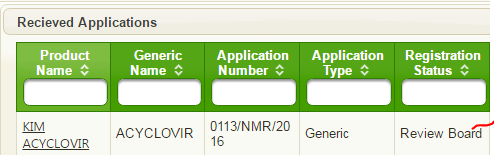 Recieved Applications
Product Name Generic Name Application Number Application Type Registration Status
KIM ACYCLOVIR ACYCLOVIR 0113/NMR/2016 Generic Review Board